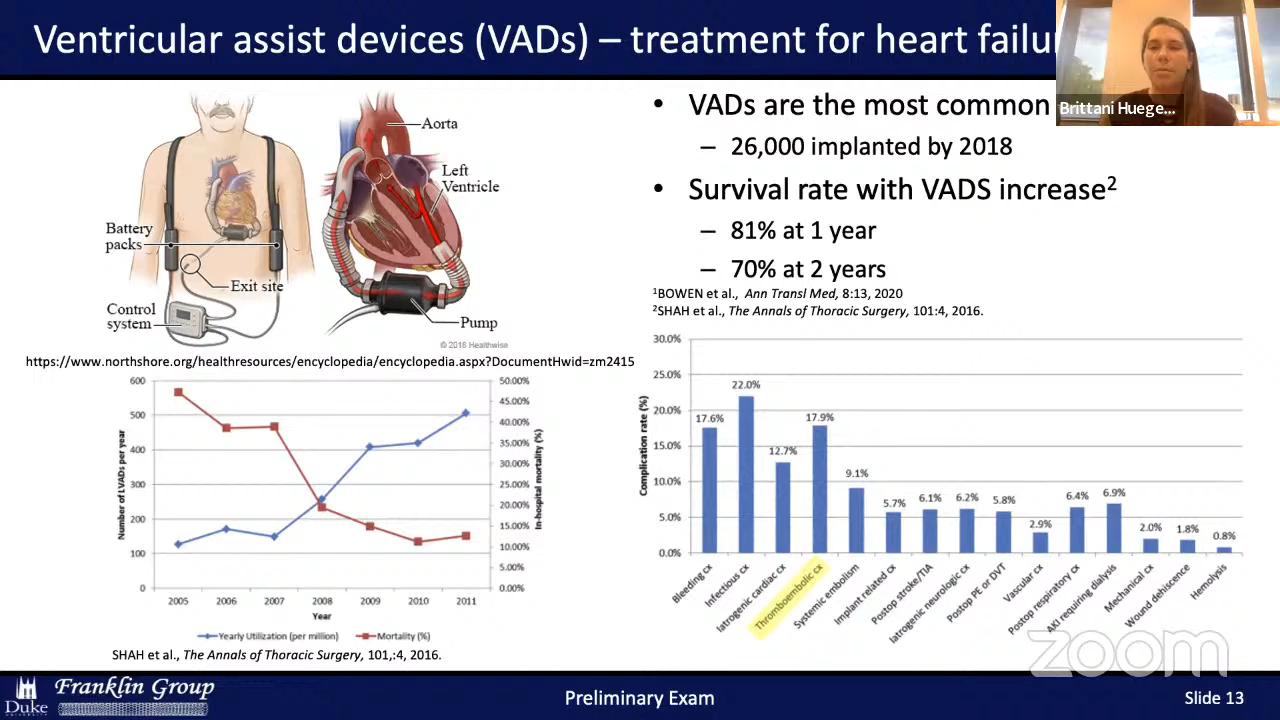 Ventricular assist devices (VADs) – treatment for heart failu
Brittani Huege...
• VADs are the most common
– 26,000 implanted by 2018
• Survival rate with VADS increase2
– 81% at 1 year
– 70% at 2 years
1BOWEN et al., Ann Transl Med, 8:13, 2020
2SHAH et al., The Annals of Thoracic Surgery, 101:4, 2016.
Aorta
Left
Ventricle
Battery
packs
Exit site
Control
system
Pump
© 2016 Healthwise
https://www.northshore.org/healthresources/encyclopedia/encyclopedia.aspx?DocumentHwid=zm2415
Number of LVADs per year
600
500
400
300
200
100
0
50.00%
45.00%
40.00%
35.00%
30.00%
25.00%
20.00%
15.00%
10.00%
5.00%
0.00%
In-hospital mortality (%)
2005 2006 2007 2008 2009 2010 2011
Year
Yearly Utilization (per million) Mortality (%)
SHAH et al., The Annals of Thoracic Surgery, 101,:4, 2016.
Complication rate (%)
30.0%
25.0%
20.0%
15.0%
10.0%
5.0%
0.0%
17.6% 22.0% 12.7% 17.9% 9.1% 5.7% 6.1% 6.2% 5.8% 2.9% 6.4% 6.9% 2.0% 1.8% 0.8%
Bleeding cx
Infectious cx
Iatrogenic cardiac cx
Thromboembolic cx
Systemic embolism
Implant related cx
Postop stroke/TIA
Iatrogenic neurologic cx
Postop PE or DVT
Vascular cx
Postop respiratory cx
AKI requiring dialysis
Mechanical cx
Wound dehiscence
Hemolysis
zoom
Duke
Franklin Group
Preliminary Exam
Slide 13